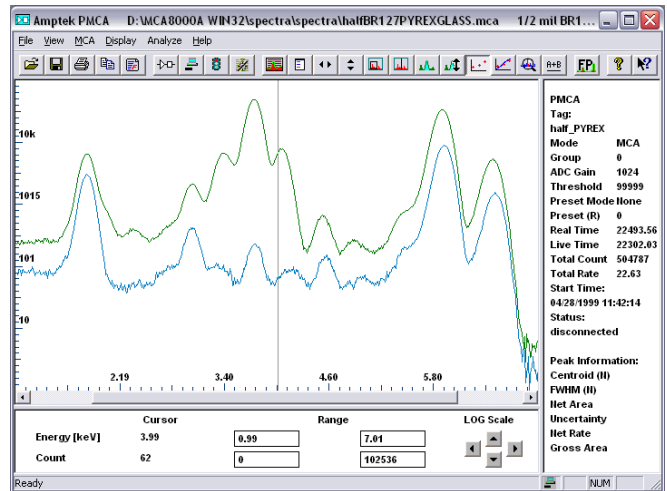 Amptek PMCA D:\MCA8000A WIN32\spectra\spectra\halfBR127PYREXGLASS.mca 1/2 mil BR1...
File View MCA Display Analyze Help
A+B FP ? ?
10k
1015
101
10
2.19 3.40 4.60 5.80
PMCA
Tag:
half_PYREX
Mode MCA
Group 0
ADC Gain 1024
Threshold 99999
Preset Mode None
Preset (R) 0
Real Time 22493.56
Live Time 22302.03
Total Count 504787
Total Rate 22.63
Start Time:
04/28/1999 11:42:14
Status:
disconnected
Peak Information:
Centroid (N)
FWHM (N)
Net Area
Uncertainty
Net Rate
Gross Area
Cursor Range LOG Scale
Energy [keV] 3.99 0.99 7.01
Count 62 0 102536
Ready NUM